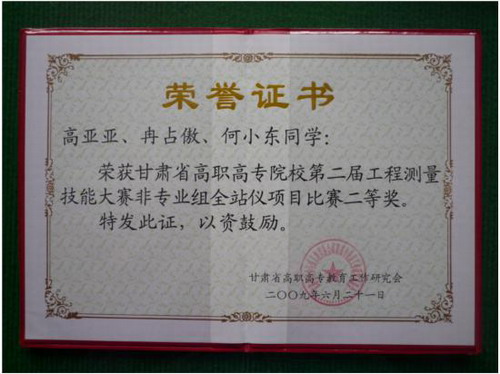 荣誉证书
高亚亚、冉占傲、何小东同学:
荣获甘肃省高职高专院校第二届工程测量
技能大赛非专业组全站仪项目比赛二等奖。
特发此证，以资鼓励。
甘肃省高职高专教育工作研究会
二〇〇九年六月二十一日